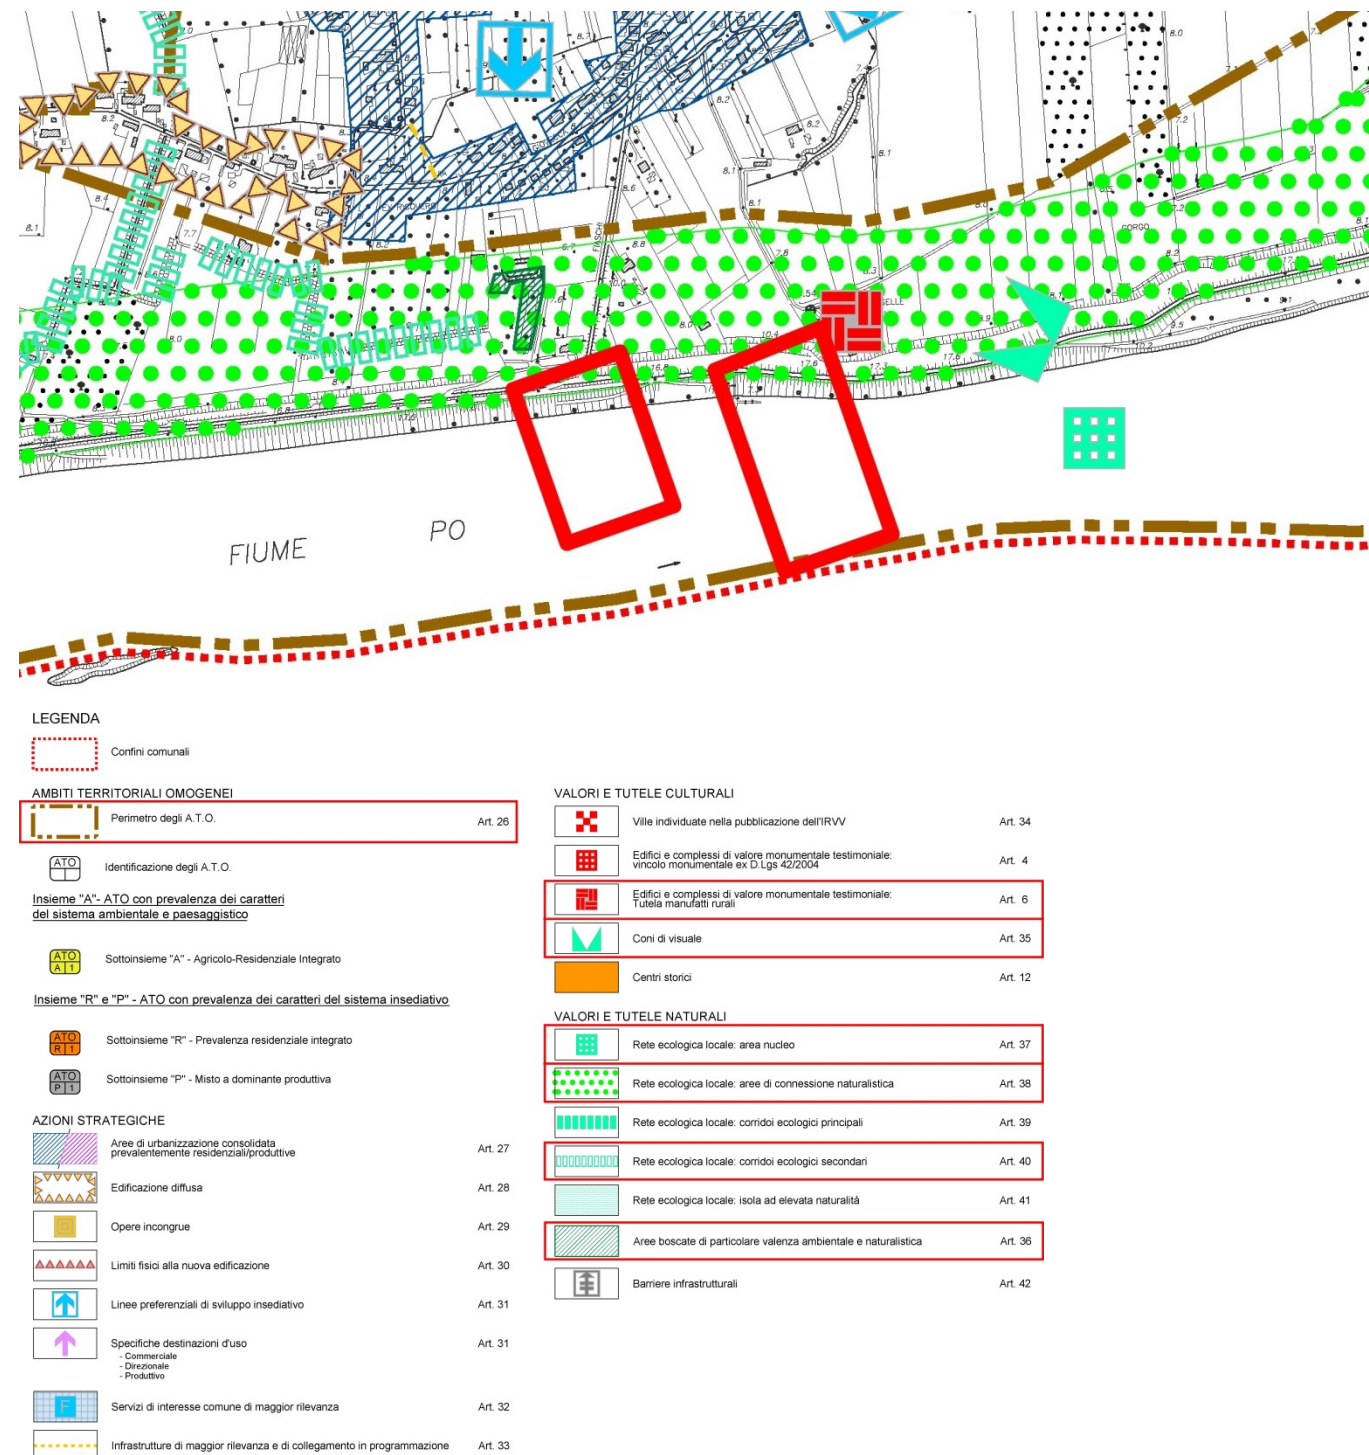 FIUME PO
LEGENDA
Confini comunali
AMBITI TERRITORIALI OMOGENEI
Perimetro degli A.T.O. Art. 26
ATO
Identificazione degli A.T.O.
Insieme "A"- ATO con prevalenza dei caratteri
del sistema ambientale e paesaggistico
ATO
A 1
Sottoinsieme "A" - Agricolo-Residenziale Integrato
Insieme "R" e "P" - ATO con prevalenza dei caratteri del sistema insediativo
ATO
R 1
Sottoinsieme "R" - Prevalenza residenziale integrato
ATO
P 1
Sottoinsieme "P" - Misto a dominante produttiva
AZIONI STRATEGICHE
Aree di urbanizzazione consolidata
prevalentemente residenziali/produttive Art. 27
Edificazione diffusa Art. 28
Opere incongrue Art. 29
Limiti fisici alla nuova edificazione Art. 30
Linee preferenziali di sviluppo insediativo Art. 31
Specifiche destinazioni d'uso Art. 31
- Commerciale
- Direzionale
- Produttivo
F
Servizi di interesse comune di maggior rilevanza Art. 32
Infrastrutture di maggior rilevanza e di collegamento in programmazione Art. 33
VALORI E TUTELE CULTURALI
Ville individuate nella pubblicazione dell'IRVV Art. 34
Edifici e complessi di valore monumentale testimoniale:
vincolo monumentale ex D.Lgs 42/2004 Art. 4
Edifici e complessi di valore monumentale testimoniale:
Tutela manufatti rurali Art. 6
Coni di visuale Art. 35
Centri storici Art. 12
VALORI E TUTELE NATURALI
Rete ecologica locale: area nucleo Art. 37
Rete ecologica locale: aree di connessione naturalistica Art. 38
Rete ecologica locale: corridoi ecologici principali Art. 39
Rete ecologica locale: corridoi ecologici secondari Art. 40
Rete ecologica locale: isola ad elevata naturalità Art. 41
Aree boscate di particolare valenza ambientale e naturalistica Art. 36
Barriere infrastrutturali Art. 42